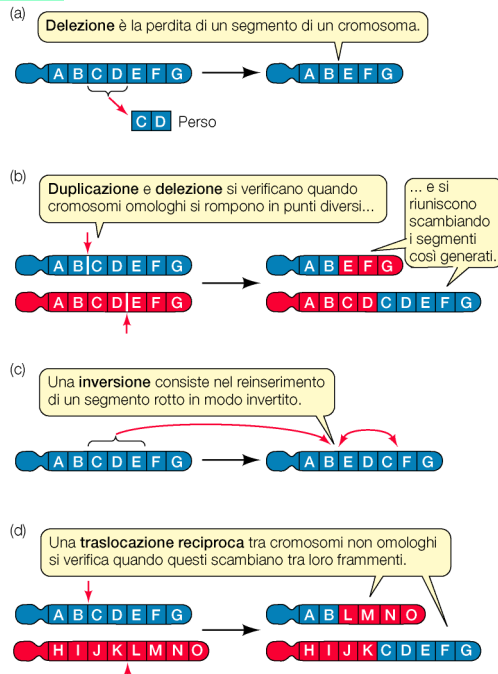 (a)
Delezione è la perdita di un segmento di un cromosoma.
A B C D E F G
A B E F G
C D Perso
(b)
Duplicazione e delezione si verificano quando
cromosomi omologhi si rompono in punti diversi...
... e si
riuniscono
scambiando
i segmenti
così generati.
A B C D E F G
A B E F G
A B C D E F G
A B C D C D E F G
(c)
Una inversione consiste nel reinserimento
di un segmento rotto in modo invertito.
A B C D E F G
A B E D C F G
(d)
Una traslocazione reciproca tra cromosomi non omologhi
si verifica quando questi scambiano tra loro frammenti.
A B C D E F G
A B L M N O
H I J K L M N O
H I J K C D E F G